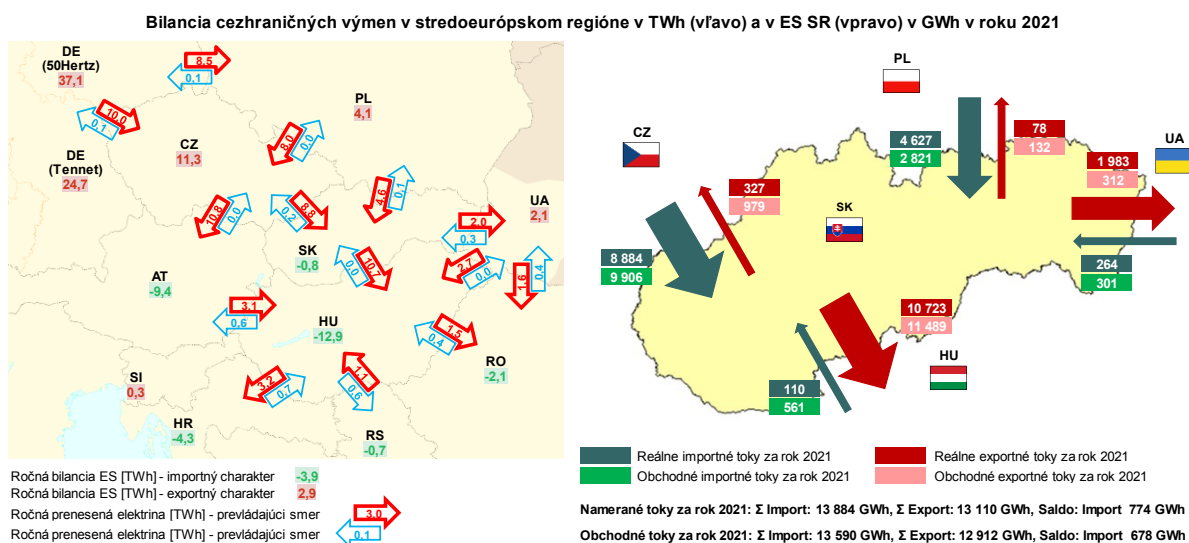 Bilancia cezhraničných výmen v stredoeurópskom regióne v TWh (vľavo) a v ES SR (vpravo) v GWh v roku 2021
DE
(50Hertz)
37,1
8,5
0,1
10,0
0,1
PL
4,1
CZ
11,3
8,0
0,0
DE
(Tennet)
24,7
4,6
0,1
10,8
0,0
0,2
8,8
UA
2,1
2,0
0,3
SK
-0,8
0,0
10,7
2,7
0,0
1,6
0,4
AT
-9,4
3,1
0,6
HU
-12,9
1,5
0,4
RO
-2,1
SI
0,3
3,2
0,7
1,1
0,6
HR
-4,3
RS
-0,7
Ročná bilancia ES [TWh] - importný charakter -3,9
Ročná bilancia ES [TWh] - exportný charakter 2,9
Ročná prenesená elektrina [TWh] - prevládajúci smer 3,0
Ročná prenesená elektrina [TWh] - prevládajúci smer 0,1
PL
CZ
4 627
2 821
78
132
UA
1 983
312
327
979
SK
8 884
9 906
264
301
10 723
11 489
HU
110
561
Reálne importné toky za rok 2021
Reálne exportné toky za rok 2021
Obchodné importné toky za rok 2021
Obchodné exportné toky za rok 2021
Namerané toky za rok 2021: Σ Import: 13 884 GWh, Σ Export: 13 110 GWh, Saldo: Import 774 GWh
Obchodné toky za rok 2021: Σ Import: 13 590 GWh, Σ Export: 12 912 GWh, Saldo: Import 678 GWh